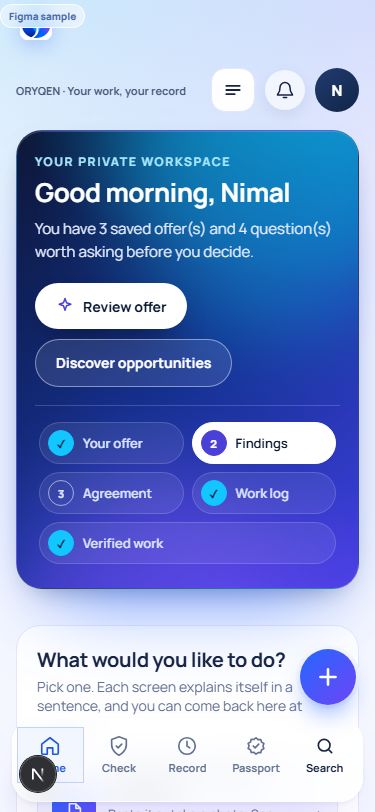 Figma sample
ORYQEN · Your work, your record
N
YOUR PRIVATE WORKSPACE
Good morning, Nimal
You have 3 saved offer(s) and 4 question(s)
worth asking before you decide.
Review offer
Discover opportunities
✓ Your offer
2 Findings
3 Agreement
✓ Work log
✓ Verified work
What would you like to do?
Pick one. Each screen explains itself in a
sentence, and you can come back here at
N
Check
Record
Passport
Search